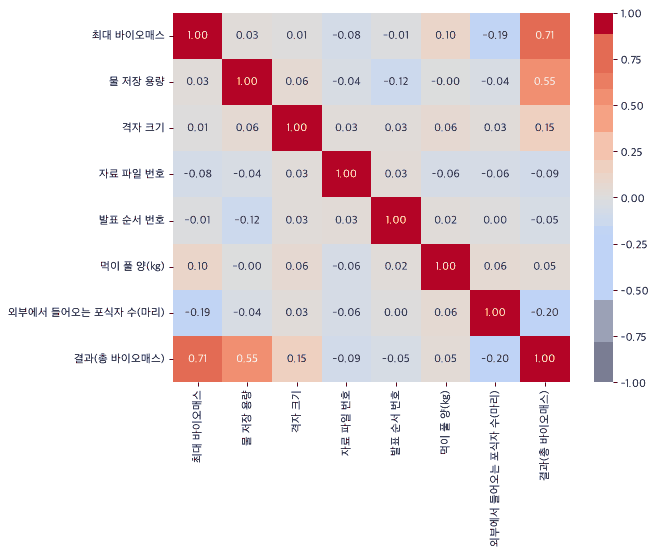 최대 바이오매스 1.00 0.03 0.01 −0.08 −0.01 0.10 −0.19 0.71
물 저장 용량 0.03 1.00 0.06 −0.04 −0.12 −0.00 −0.04 0.55
격자 크기 0.01 0.06 1.00 0.03 0.03 0.06 0.03 0.15
자료 파일 번호 −0.08 −0.04 0.03 1.00 0.03 −0.06 −0.06 −0.09
발표 순서 번호 −0.01 −0.12 0.03 0.03 1.00 0.02 0.00 −0.05
먹이 풀 양(kg) 0.10 −0.00 0.06 −0.06 0.02 1.00 0.06 0.05
외부에서 들어오는 포식자 수(마리) −0.19 −0.04 0.03 −0.06 0.00 0.06 1.00 −0.20
결과(총 바이오매스) 0.71 0.55 0.15 −0.09 −0.05 0.05 −0.20 1.00
최대 바이오매스
물 저장 용량
격자 크기
자료 파일 번호
발표 순서 번호
먹이 풀 양(kg)
외부에서 들어오는 포식자 수(마리)
결과(총 바이오매스)
1.00
0.75
0.50
0.25
0.00
−0.25
−0.50
−0.75
−1.00